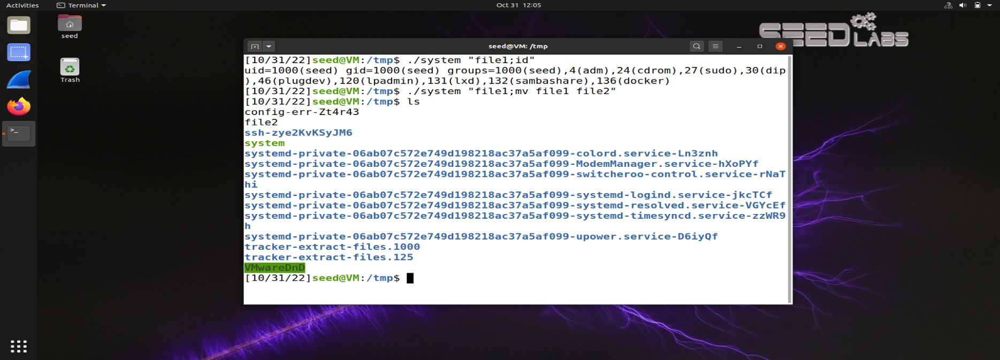 Activities
Terminal
Oct 31 12:05
seed
Trash
SEED LABS
seed@VM: /tmp
[10/31/22]seed@VM:/tmp$ ./system "file1;id"
uid=1000(seed) gid=1000(seed) groups=1000(seed),4(adm),24(cdrom),27(sudo),30(dip
),46(plugdev),120(lpadmin),131(lxd),132(sambashare),136(docker)
[10/31/22]seed@VM:/tmp$ ./system "file1;mv file1 file2"
[10/31/22]seed@VM:/tmp$ ls
config-err-Zt4r43
file2
ssh-zye2KvKSyJM6
system
systemd-private-06ab07c572e749d198218ac37a5af099-colord.service-Ln3znh
systemd-private-06ab07c572e749d198218ac37a5af099-ModemManager.service-hXoPYf
systemd-private-06ab07c572e749d198218ac37a5af099-switcheroo-control.service-rNaT
hi
systemd-private-06ab07c572e749d198218ac37a5af099-systemd-logind.service-jkcTCf
systemd-private-06ab07c572e749d198218ac37a5af099-systemd-resolved.service-VGYcEf
systemd-private-06ab07c572e749d198218ac37a5af099-systemd-timesyncd.service-zzWR9
h
systemd-private-06ab07c572e749d198218ac37a5af099-upower.service-D6iyQf
tracker-extract-files.1000
tracker-extract-files.125
VMwareDnD
[10/31/22]seed@VM:/tmp$